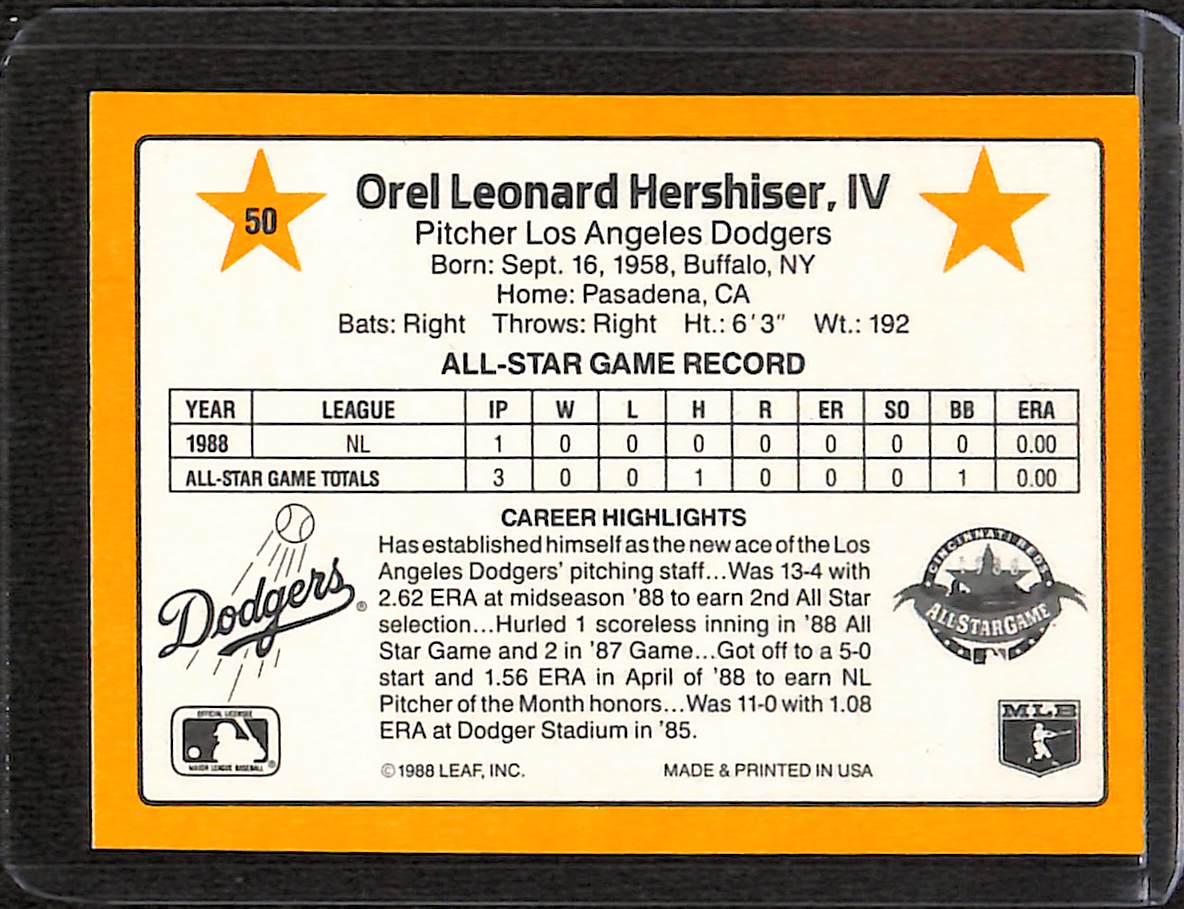 50
Orel Leonard Hershiser, IV
Pitcher Los Angeles Dodgers
Born: Sept. 16, 1958, Buffalo, NY
Home: Pasadena, CA
Bats: Right Throws: Right Ht.: 6'3" Wt.: 192
ALL-STAR GAME RECORD
YEAR LEAGUE IP W L H R ER SO BB ERA
1988 NL 1 0 0 0 0 0 0 0 0.00
ALL-STAR GAME TOTALS 3 0 0 1 0 0 0 1 0.00
CAREER HIGHLIGHTS
Has established himself as the new ace of the Los
Angeles Dodgers' pitching staff...Was 13-4 with
2.62 ERA at midseason '88 to earn 2nd All Star
selection...Hurled 1 scoreless inning in '88 All
Star Game and 2 in '87 Game...Got off to a 5-0
start and 1.56 ERA in April of '88 to earn NL
Pitcher of the Month honors...Was 11-0 with 1.08
ERA at Dodger Stadium in '85.
©1988 LEAF, INC. MADE & PRINTED IN USA
Dodgers ®
OFFICIAL LICENSEE
MAJOR LEAGUE BASEBALL ®
CINCINNATI REDS
1988
ALL STAR GAME
MLB